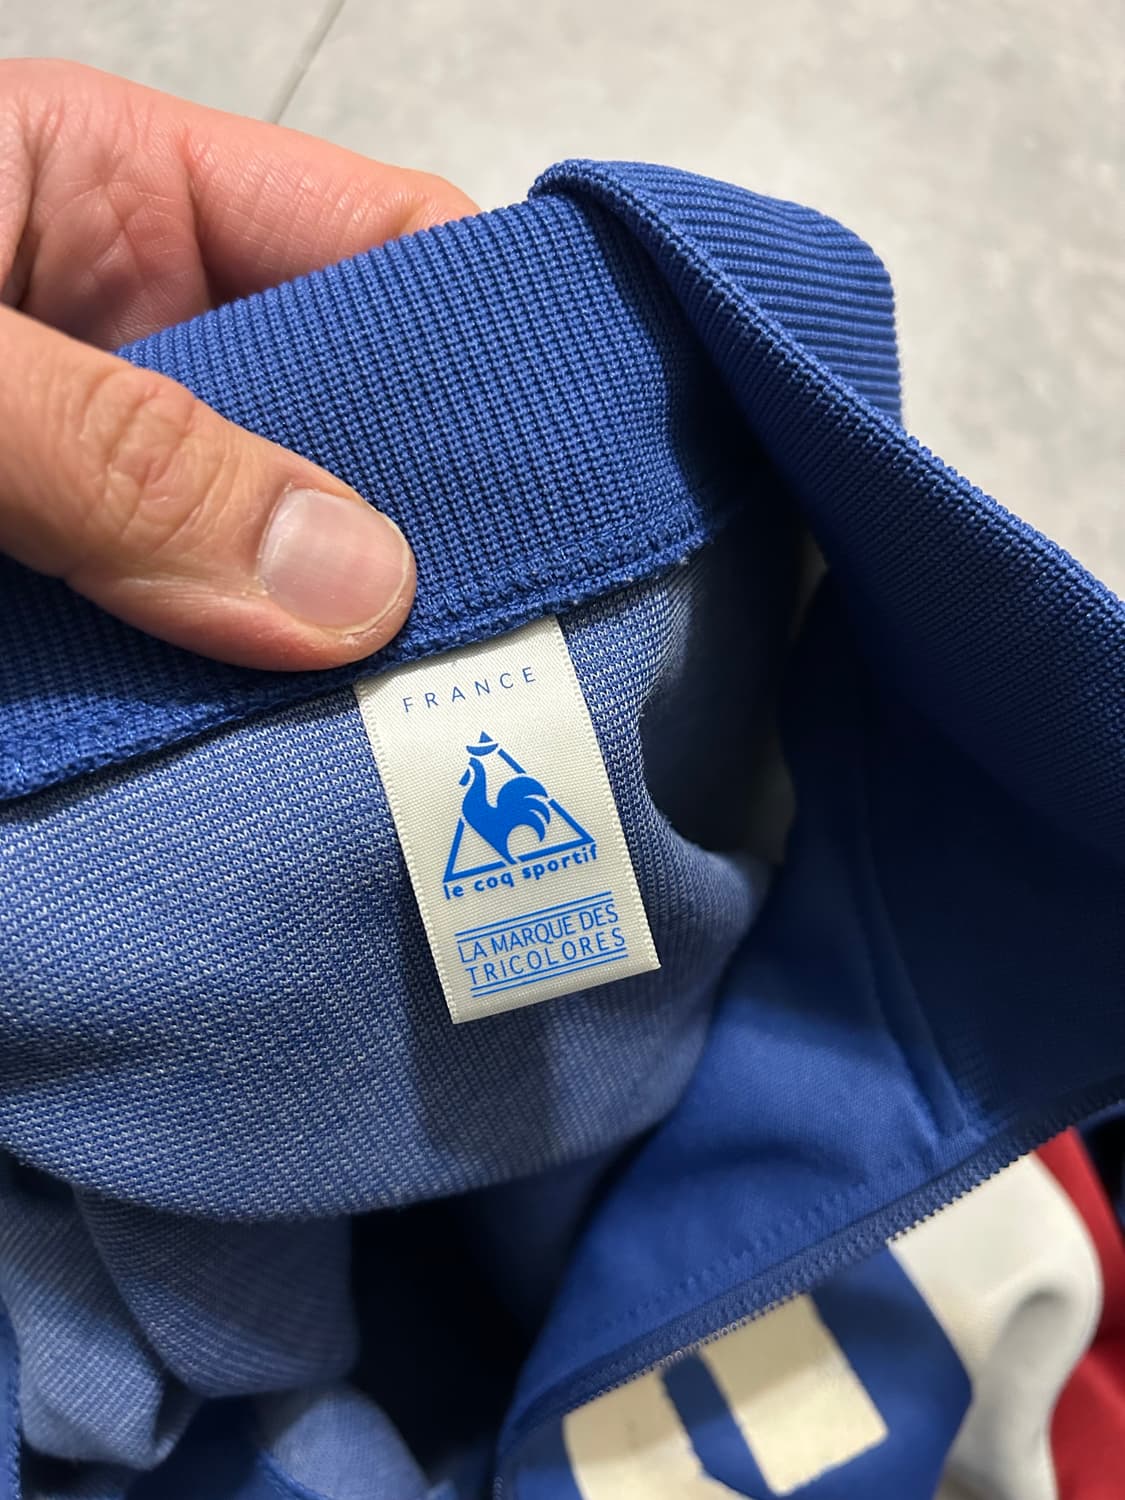 FRANCE
le coq sportif
LA MARQUE DES
TRICOLORES